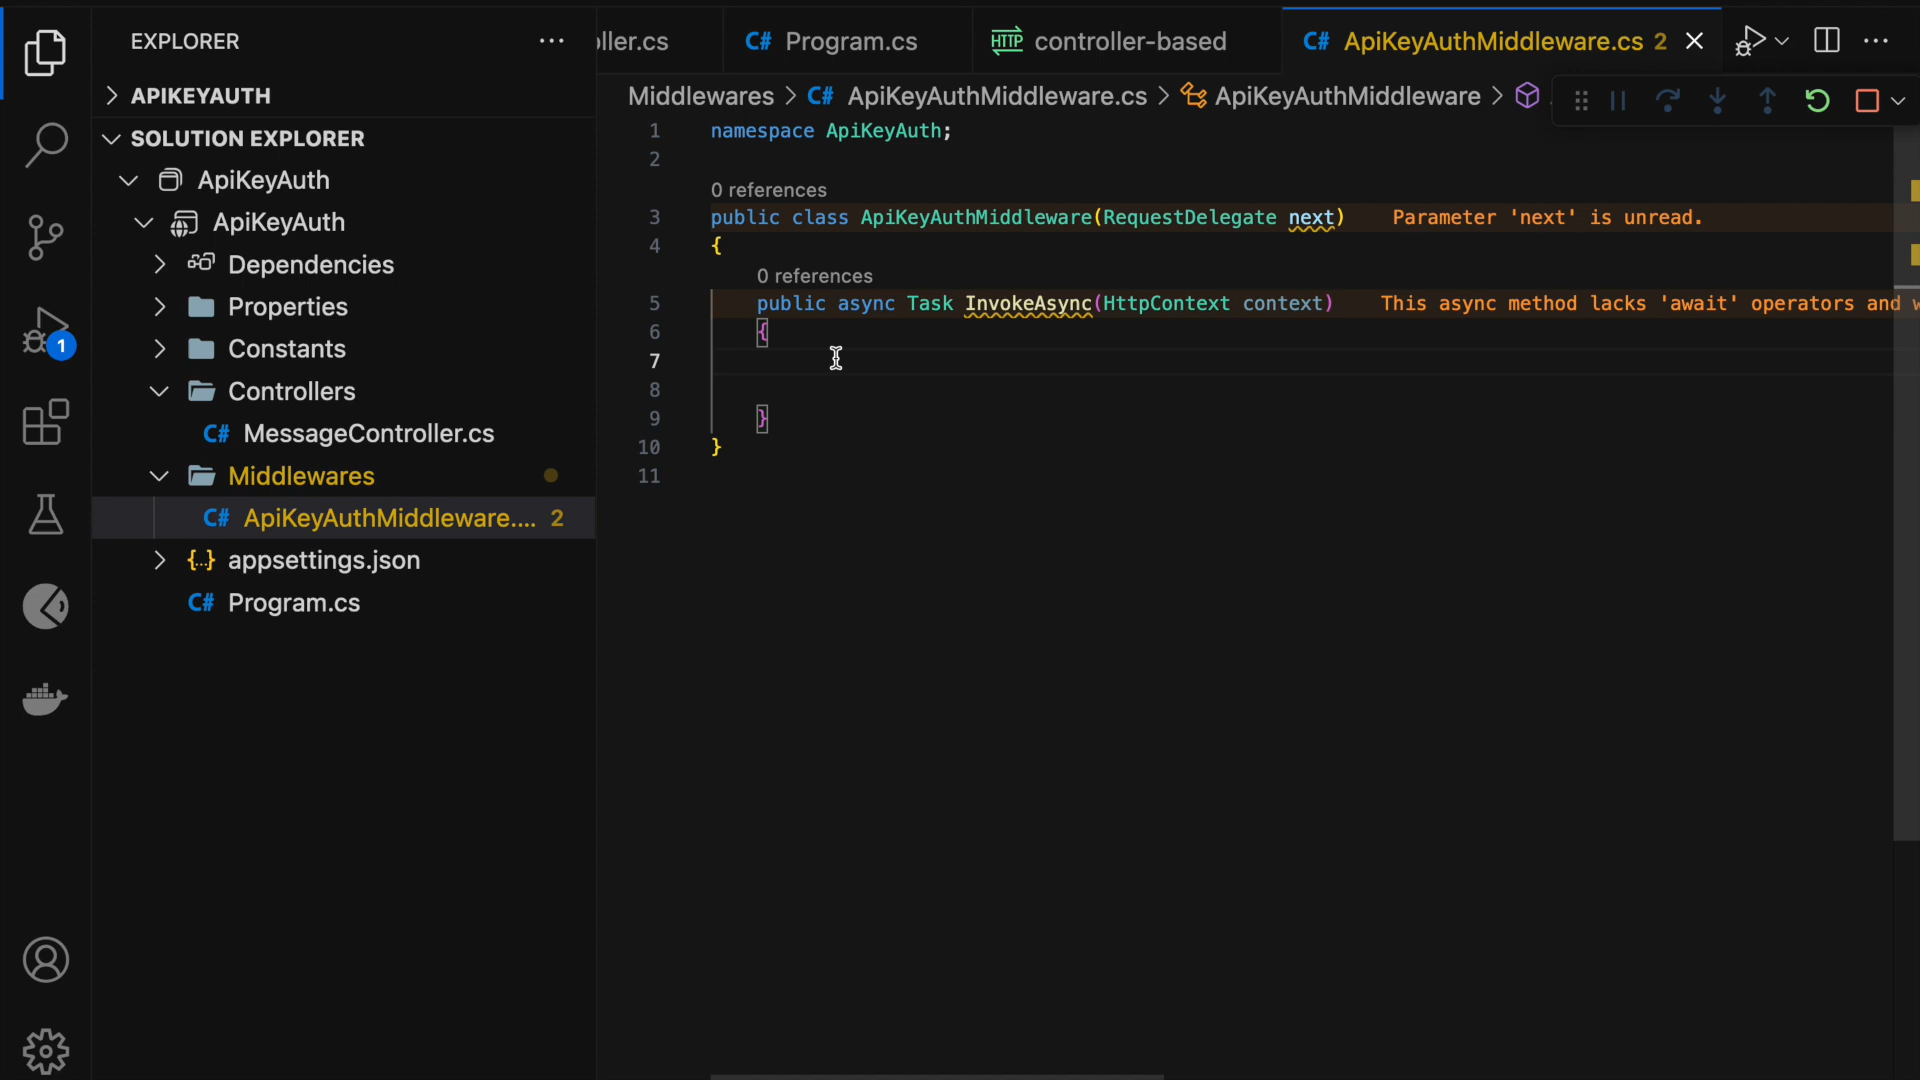 EXPLORER
APIKEYAUTH
SOLUTION EXPLORER
ApiKeyAuth
ApiKeyAuth
Dependencies
Properties
Constants
Controllers
C# MessageController.cs
Middlewares
C# ApiKeyAuthMiddleware.... 2
{..} appsettings.json
C# Program.cs
1
ller.cs
C# Program.cs
HTTP controller-based
C# ApiKeyAuthMiddleware.cs 2
Middlewares > C# ApiKeyAuthMiddleware.cs > ApiKeyAuthMiddleware >
1 namespace ApiKeyAuth;
2
0 references
3 public class ApiKeyAuthMiddleware(RequestDelegate next) Parameter 'next' is unread.
4 {
0 references
5 public async Task InvokeAsync(HttpContext context) This async method lacks 'await' operators and w
6 {
7
8
9 }
10 }
11